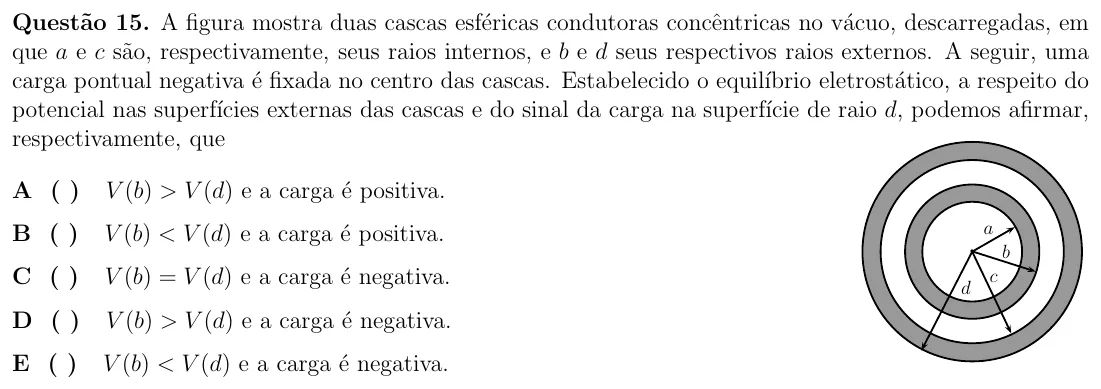 Questão 15. A figura mostra duas cascas esféricas condutoras concêntricas no vácuo, descarregadas, em
que a e c são, respectivamente, seus raios internos, e b e d seus respectivos raios externos. A seguir, uma
carga pontual negativa é fixada no centro das cascas. Estabelecido o equilíbrio eletrostático, a respeito do
potencial nas superfícies externas das cascas e do sinal da carga na superfície de raio d, podemos afirmar,
respectivamente, que
A ( ) V(b) > V(d) e a carga é positiva.
B ( ) V(b) < V(d) e a carga é positiva.
C ( ) V(b) = V(d) e a carga é negativa.
D ( ) V(b) > V(d) e a carga é negativa.
E ( ) V(b) < V(d) e a carga é negativa.
a
b
c
d